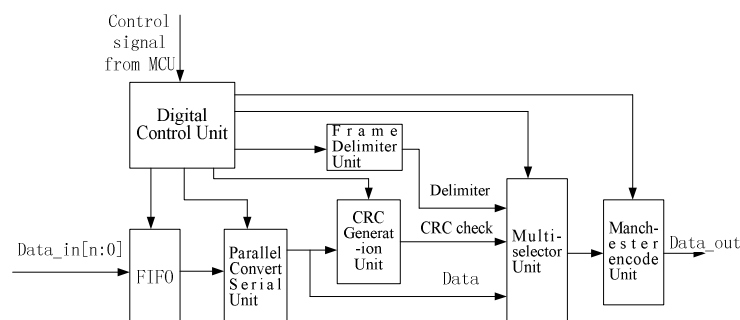 Control
signal
from MCU
Digital
Control Unit
Frame
Delimiter
Unit
Delimiter
CRC
Generat
-ion
Unit
CRC check
Multi-
selector
Unit
Manch-
ester
encode
Unit
Data_out
Data_in[n:0]
FIFO
Parallel
Convert
Serial
Unit
Data